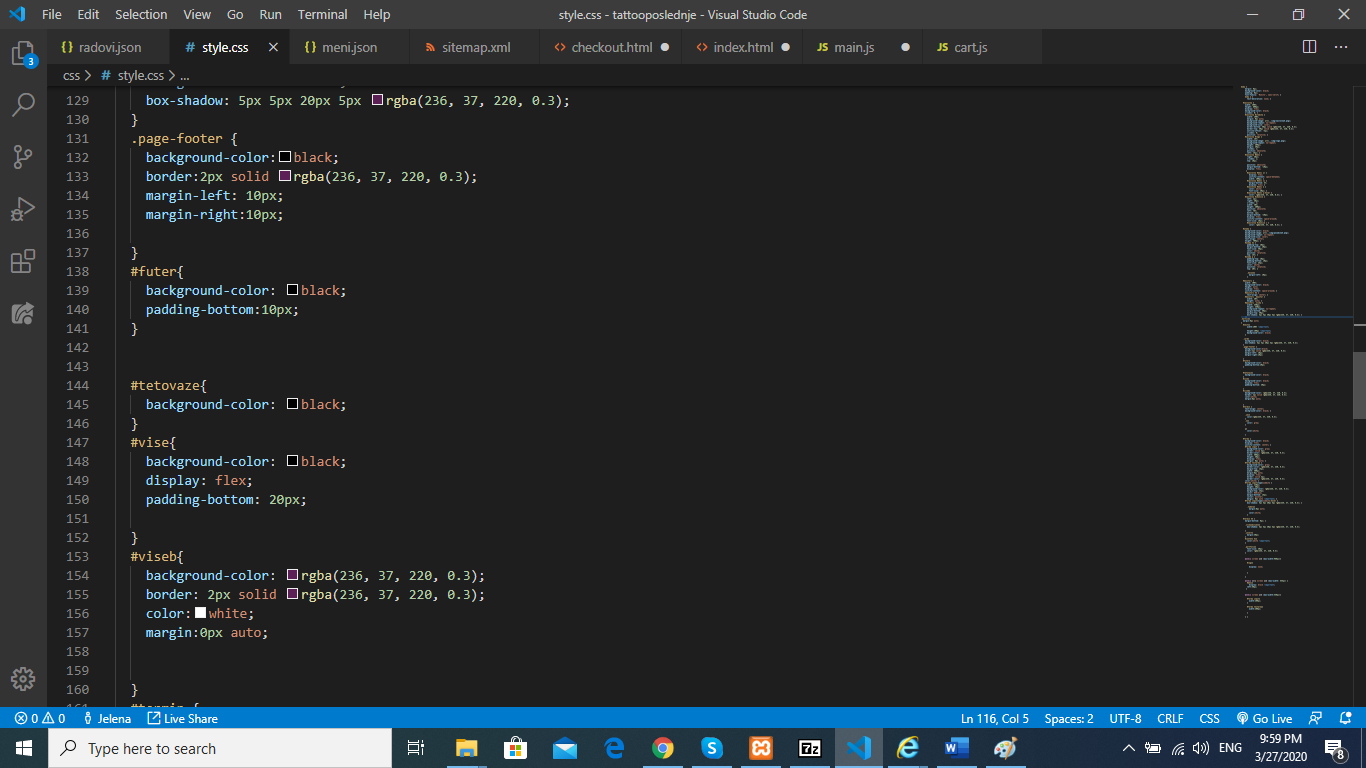 File Edit Selection View Go Run Terminal Help style.css - tattooposlednje - Visual Studio Code
{} radovi.json # style.css × {} meni.json sitemap.xml <> checkout.html ● <> index.html ● JS main.js ● JS cart.js ...
css > # style.css > ...
3
129 box-shadow: 5px 5px 20px 5px rgba(236, 37, 220, 0.3);
130 }
131 .page-footer {
132 background-color: black;
133 border:2px solid rgba(236, 37, 220, 0.3);
134 margin-left: 10px;
135 margin-right:10px;
136
137 }
138 #futer{
139 background-color: black;
140 padding-bottom:10px;
141 }
142
143
144 #tetovaze{
145 background-color: black;
146 }
147 #vise{
148 background-color: black;
149 display: flex;
150 padding-bottom: 20px;
151
152 }
153 #viseb{
154 background-color: rgba(236, 37, 220, 0.3);
155 border: 2px solid rgba(236, 37, 220, 0.3);
156 color: white;
157 margin:0px auto;
158
159
160 }
0 0 Jelena Live Share Ln 116, Col 5 Spaces: 2 UTF-8 CRLF CSS Go Live
Type here to search 7z ENG 9:59 PM
3/27/2020 8